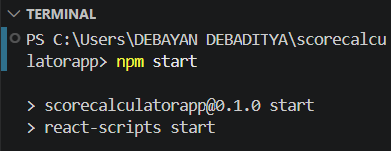 TERMINAL
PS C:\Users\DEBAYAN DEBADITYA\scorecalcu
latorapp> npm start
> scorecalculatorapp@0.1.0 start
> react-scripts start